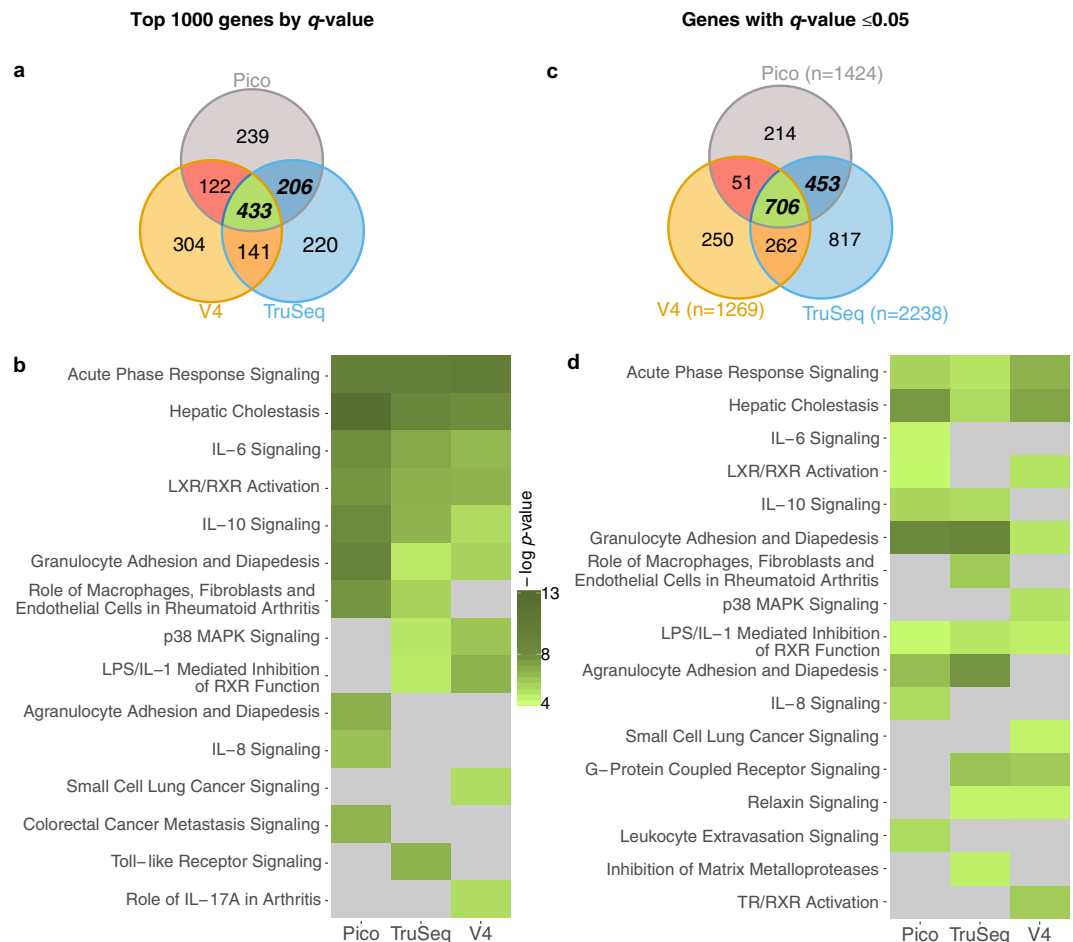 Top 1000 genes by q-value
Genes with q-value ≤0.05
a
Pico
239
122
206
433
304
141
220
V4
TruSeq
c
Pico (n=1424)
214
51
453
706
250
262
817
V4 (n=1269)
TruSeq (n=2238)
b
Acute Phase Response Signaling
Hepatic Cholestasis
IL−6 Signaling
LXR/RXR Activation
IL−10 Signaling
Granulocyte Adhesion and Diapedesis
Role of Macrophages, Fibroblasts and
Endothelial Cells in Rheumatoid Arthritis
p38 MAPK Signaling
LPS/IL−1 Mediated Inhibition
of RXR Function
Agranulocyte Adhesion and Diapedesis
IL−8 Signaling
Small Cell Lung Cancer Signaling
Colorectal Cancer Metastasis Signaling
Toll−like Receptor Signaling
Role of IL−17A in Arthritis
Pico TruSeq V4
− log p-value
13
8
4
d
Acute Phase Response Signaling
Hepatic Cholestasis
IL−6 Signaling
LXR/RXR Activation
IL−10 Signaling
Granulocyte Adhesion and Diapedesis
Role of Macrophages, Fibroblasts and
Endothelial Cells in Rheumatoid Arthritis
p38 MAPK Signaling
LPS/IL−1 Mediated Inhibition
of RXR Function
Agranulocyte Adhesion and Diapedesis
IL−8 Signaling
Small Cell Lung Cancer Signaling
G−Protein Coupled Receptor Signaling
Relaxin Signaling
Leukocyte Extravasation Signaling
Inhibition of Matrix Metalloproteases
TR/RXR Activation
Pico TruSeq V4